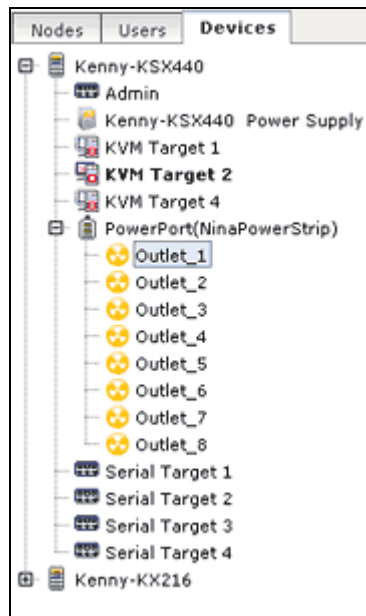 Nodes Users Devices
Kenny-KSX440
Admin
Kenny-KSX440 Power Supply
KVM Target 1
KVM Target 2
KVM Target 4
PowerPort(NinaPowerStrip)
Outlet_1
Outlet_2
Outlet_3
Outlet_4
Outlet_5
Outlet_6
Outlet_7
Outlet_8
Serial Target 1
Serial Target 2
Serial Target 3
Serial Target 4
Kenny-KX216